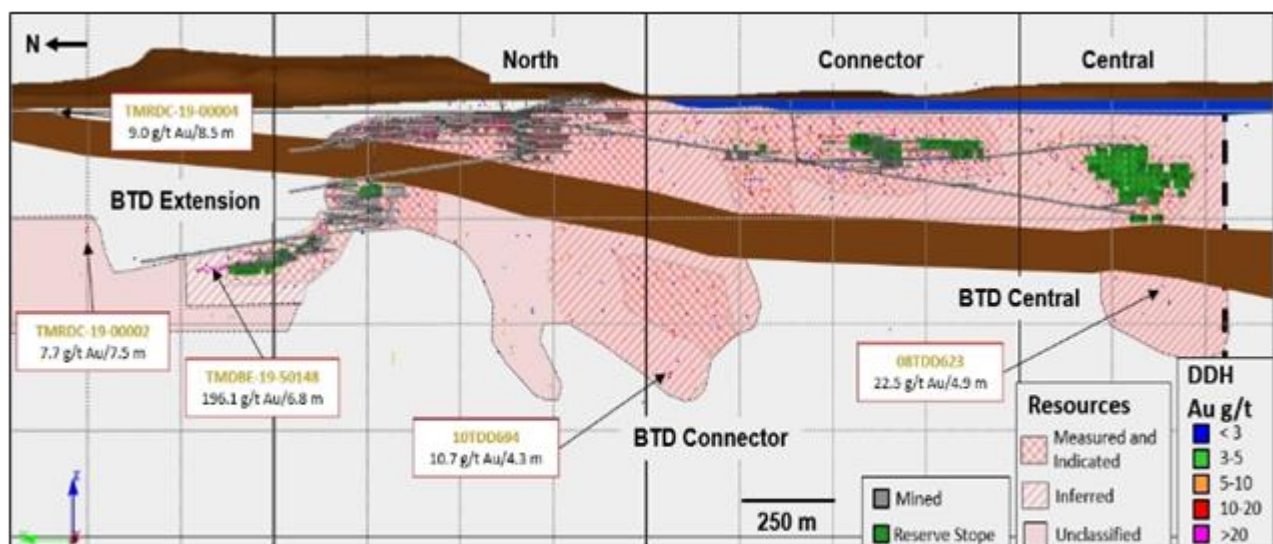 N
North
Connector
Central
TMRDC-19-00004
9.0 g/t Au/8.5 m
BTD Extension
TMRDC-19-00002
7.7 g/t Au/7.5 m
TMDBE-19-50148
196.1 g/t Au/6.8 m
10TDD694
10.7 g/t Au/4.3 m
BTD Connector
BTD Central
08TDD623
22.5 g/t Au/4.9 m
250 m
Mined
Reserve Stope
Resources
Measured and
Indicated
Inferred
Unclassified
DDH
Au g/t
< 3
3-5
5-10
10-20
>20
Z